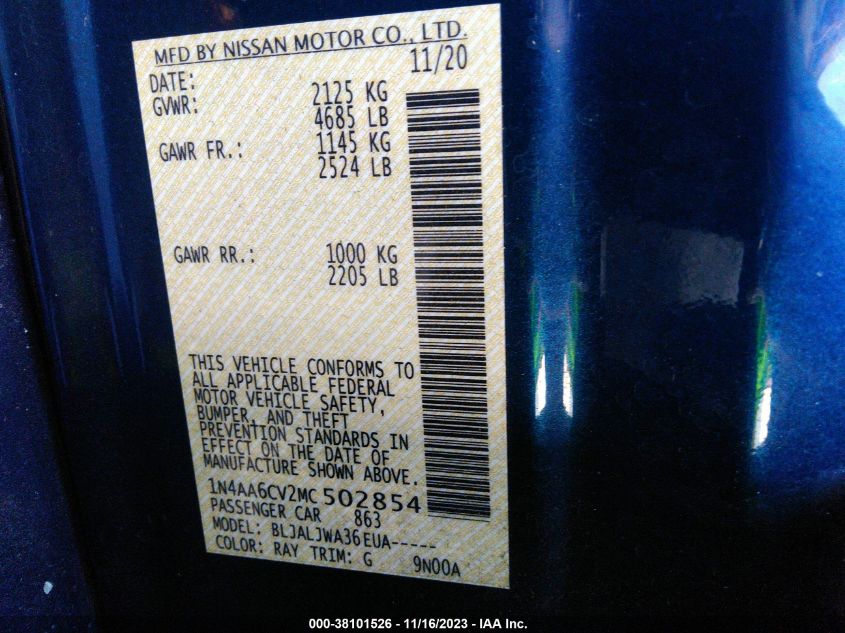 MFD BY NISSAN MOTOR CO., LTD.
DATE: 11/20
GVWR: 2125 KG
4685 LB
GAWR FR.: 1145 KG
2524 LB
GAWR RR.: 1000 KG
2205 LB
THIS VEHICLE CONFORMS TO
ALL APPLICABLE FEDERAL
MOTOR VEHICLE SAFETY,
BUMPER, AND THEFT
PREVENTION STANDARDS IN
EFFECT ON THE DATE OF
MANUFACTURE SHOWN ABOVE.
1N4AA6CV2MC502854
PASSENGER CAR 863
MODEL: BLJALJWA36EUA-----
COLOR: RAY TRIM: G 9N00A
000-38101526 - 11/16/2023 - IAA Inc.